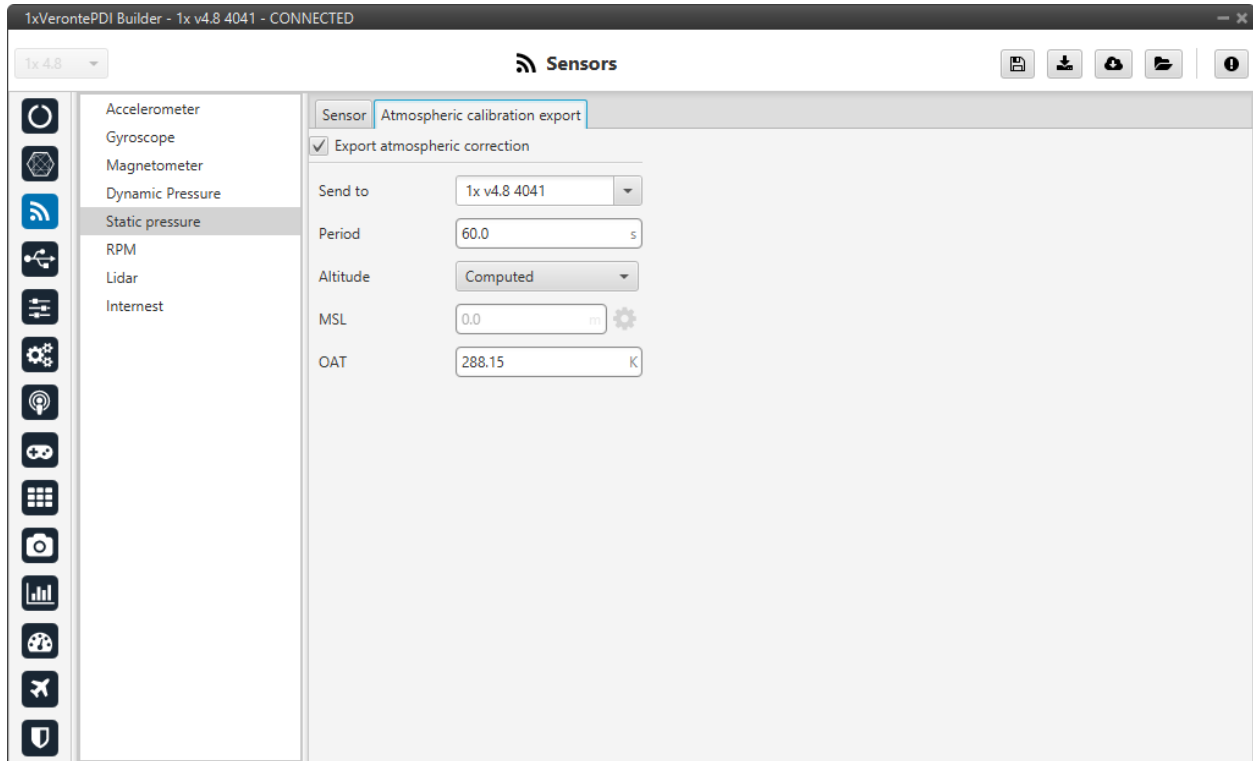 1xVerontePDI Builder - 1x v4.8 4041 - CONNECTED
1x 4.8
Sensors
Accelerometer
Gyroscope
Magnetometer
Dynamic Pressure
Static pressure
RPM
Lidar
Internest
Sensor
Atmospheric calibration export
Export atmospheric correction
Send to 1x v4.8 4041
Period 60.0 s
Altitude Computed
MSL 0.0 m
OAT 288.15 K